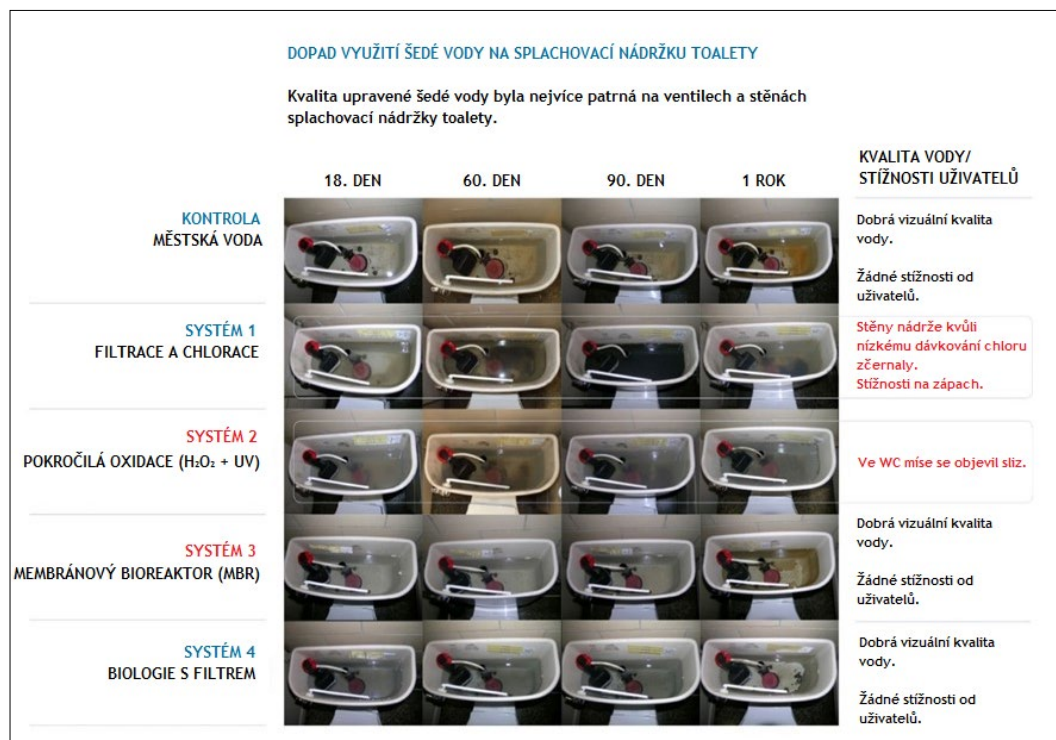 DOPAD VYUŽITÍ ŠEDÉ VODY NA SPLACHOVACÍ NÁDRŽKU TOALETY
Kvalita upravené šedé vody byla nejvíce patrná na ventilech a stěnách
splachovací nádržky toalety.
18. DEN
60. DEN
90. DEN
1 ROK
KVALITA VODY/
STÍŽNOSTI UŽIVATELŮ
KONTROLA
MĚSTSKÁ VODA
Dobrá vizuální kvalita
vody.
Žádné stížnosti od
uživatelů.
SYSTÉM 1
FILTRACE A CHLORACE
Stěny nádrže kvůli
nízkému dávkování chloru
zčernaly.
Stížnosti na zápach.
SYSTÉM 2
POKROČILÁ OXIDACE (H₂O₂ + UV)
Ve WC míse se objevil sliz.
SYSTÉM 3
MEMBRÁNOVÝ BIOREAKTOR (MBR)
Dobrá vizuální kvalita
vody.
Žádné stížnosti od
uživatelů.
SYSTÉM 4
BIOLOGIE S FILTREM
Dobrá vizuální kvalita
vody.
Žádné stížnosti od
uživatelů.